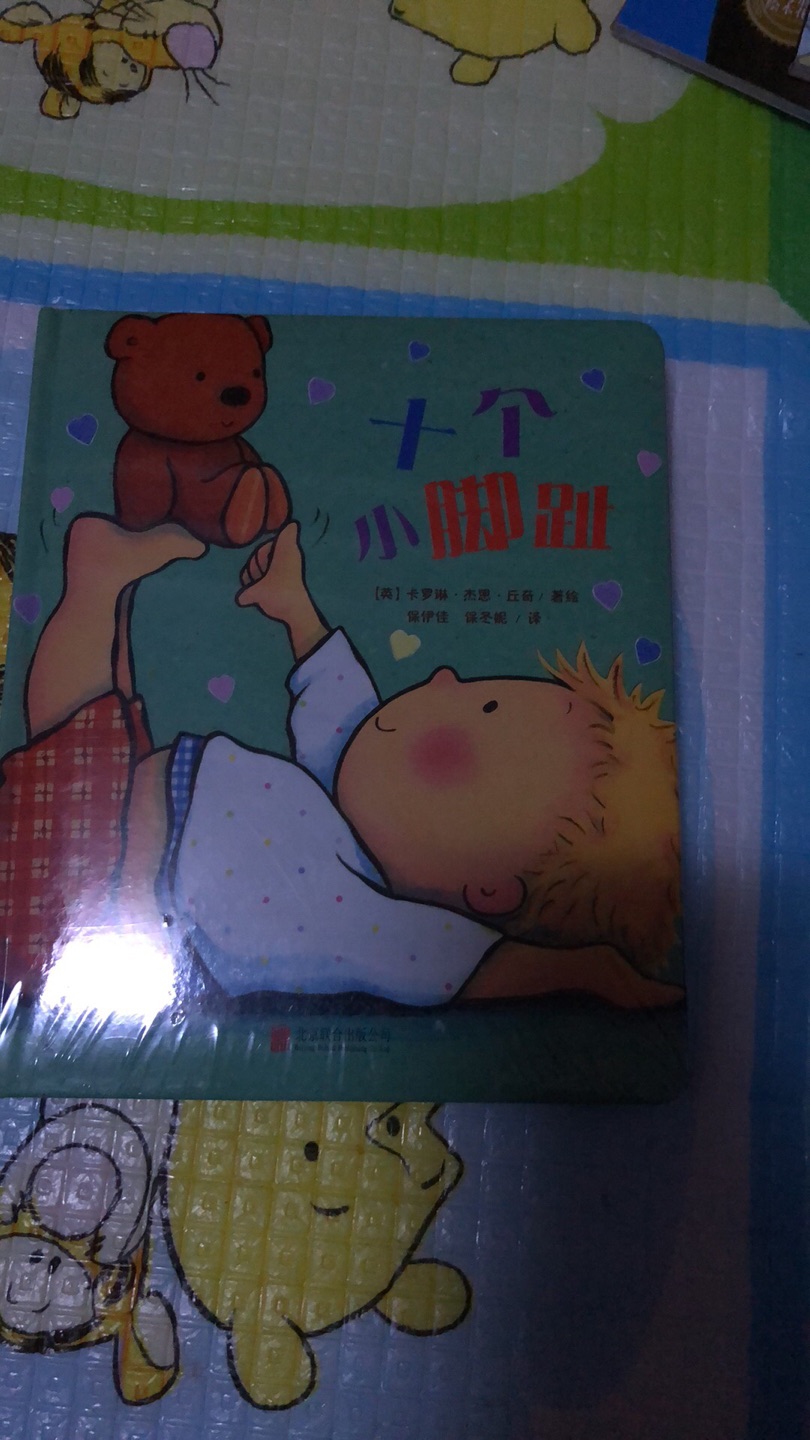 十个
小脚趾
[英] 卡罗琳·杰恩·丘奇 / 著绘
保伊佳 保冬妮 / 译
北京联合出版公司